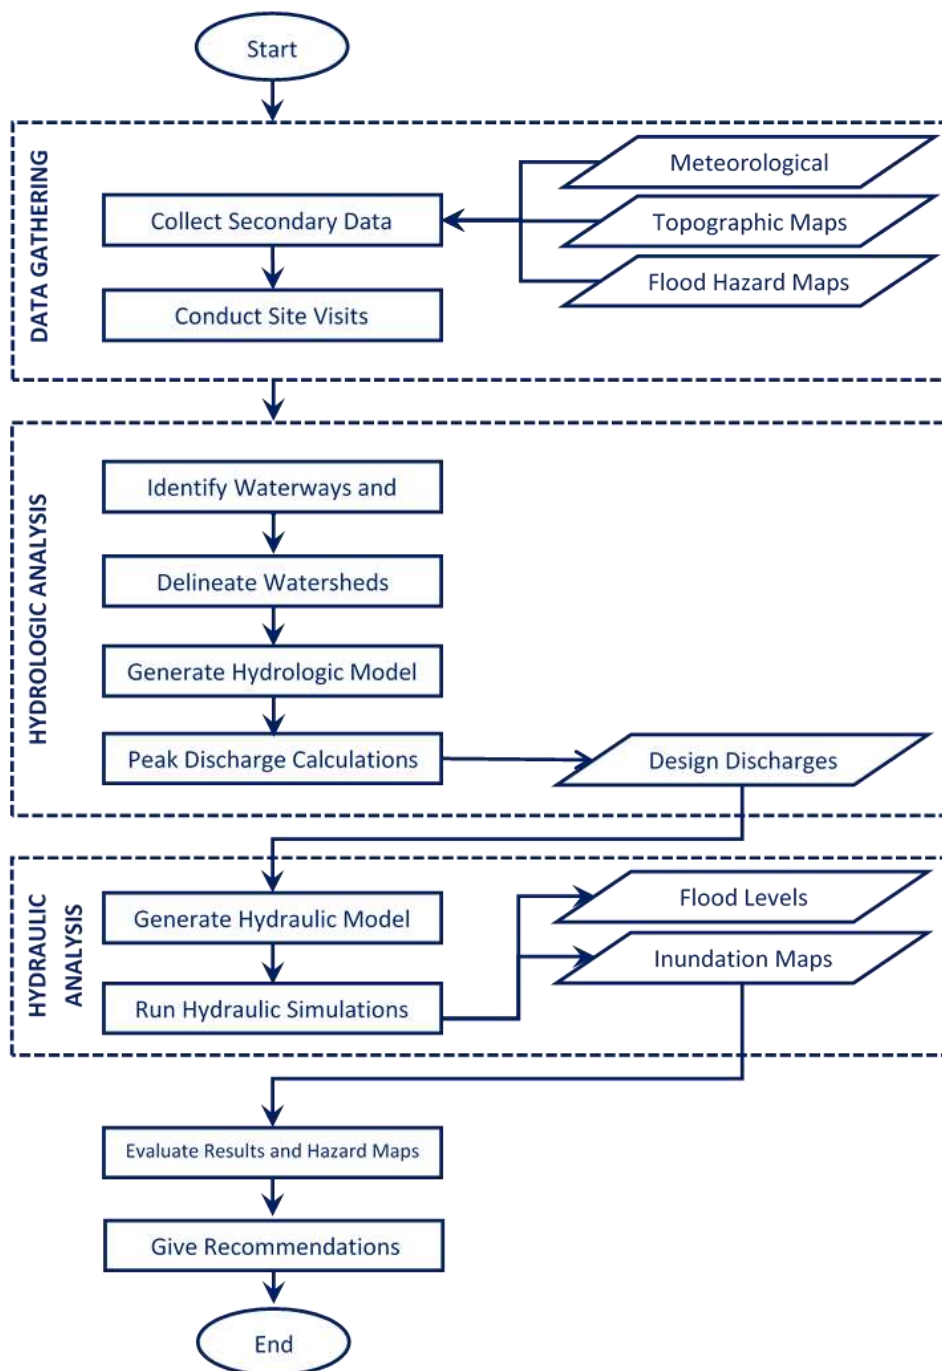 Start
DATA GATHERING
Meteorological
Collect Secondary Data
Topographic Maps
Flood Hazard Maps
Conduct Site Visits
HYDROLOGIC ANALYSIS
Identify Waterways and
Delineate Watersheds
Generate Hydrologic Model
Peak Discharge Calculations
Design Discharges
HYDRAULIC
ANALYSIS
Generate Hydraulic Model
Flood Levels
Inundation Maps
Run Hydraulic Simulations
Evaluate Results and Hazard Maps
Give Recommendations
End